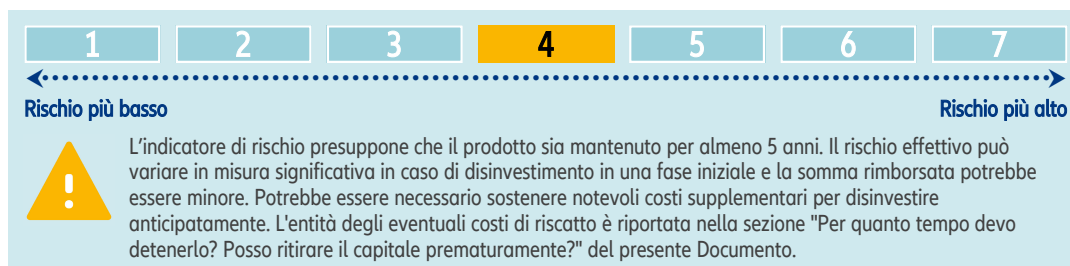 1 2 3 4 5 6 7
Rischio più basso Rischio più alto
L'indicatore di rischio presuppone che il prodotto sia mantenuto per almeno 5 anni. Il rischio effettivo può
variare in misura significativa in caso di disinvestimento in una fase iniziale e la somma rimborsata potrebbe
essere minore. Potrebbe essere necessario sostenere notevoli costi supplementari per disinvestire
anticipatamente. L'entità degli eventuali costi di riscatto è riportata nella sezione "Per quanto tempo devo
detenerlo? Posso ritirare il capitale prematuramente?" del presente Documento.